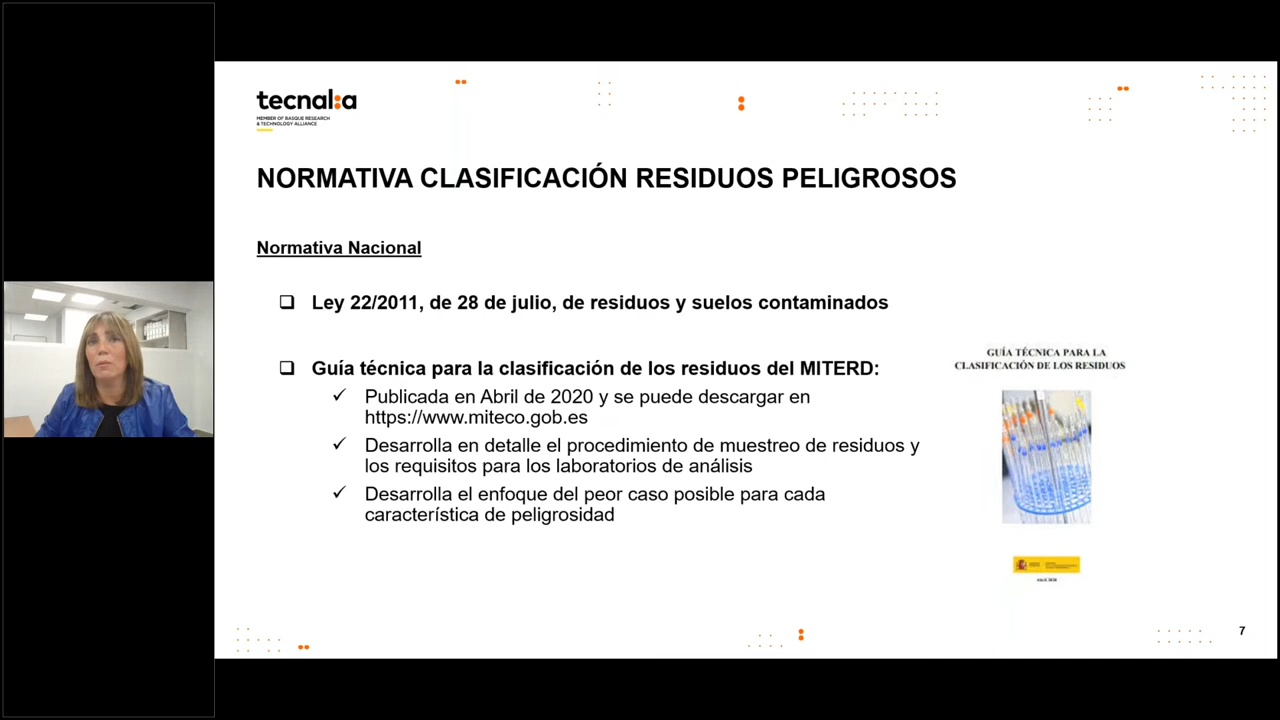 tecnal:a
MEMBER OF BASQUE RESEARCH
& TECHNOLOGY ALLIANCE
NORMATIVA CLASIFICACIÓN RESIDUOS PELIGROSOS
Normativa Nacional
Ley 22/2011, de 28 de julio, de residuos y suelos contaminados
Guía técnica para la clasificación de los residuos del MITERD:
Publicada en Abril de 2020 y se puede descargar en
https://www.miteco.gob.es
Desarrolla en detalle el procedimiento de muestreo de residuos y
los requisitos para los laboratorios de análisis
Desarrolla el enfoque del peor caso posible para cada
característica de peligrosidad
GUÍA TÉCNICA PARA LA
CLASIFICACIÓN DE LOS RESIDUOS
7